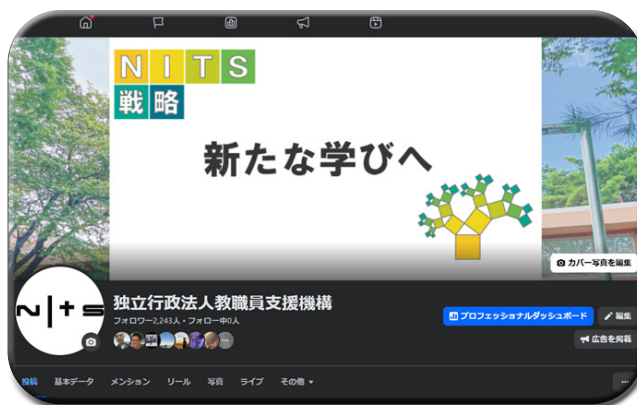 NITS
戦略
新たな学びへ
カバー写真を編集
NITS
独立行政法人教職員支援機構
フォロワー2,243人・フォロー中0人
プロフェッショナルダッシュボード
編集
広告を掲載
投稿 基本データ メンション リール 写真 ライブ その他